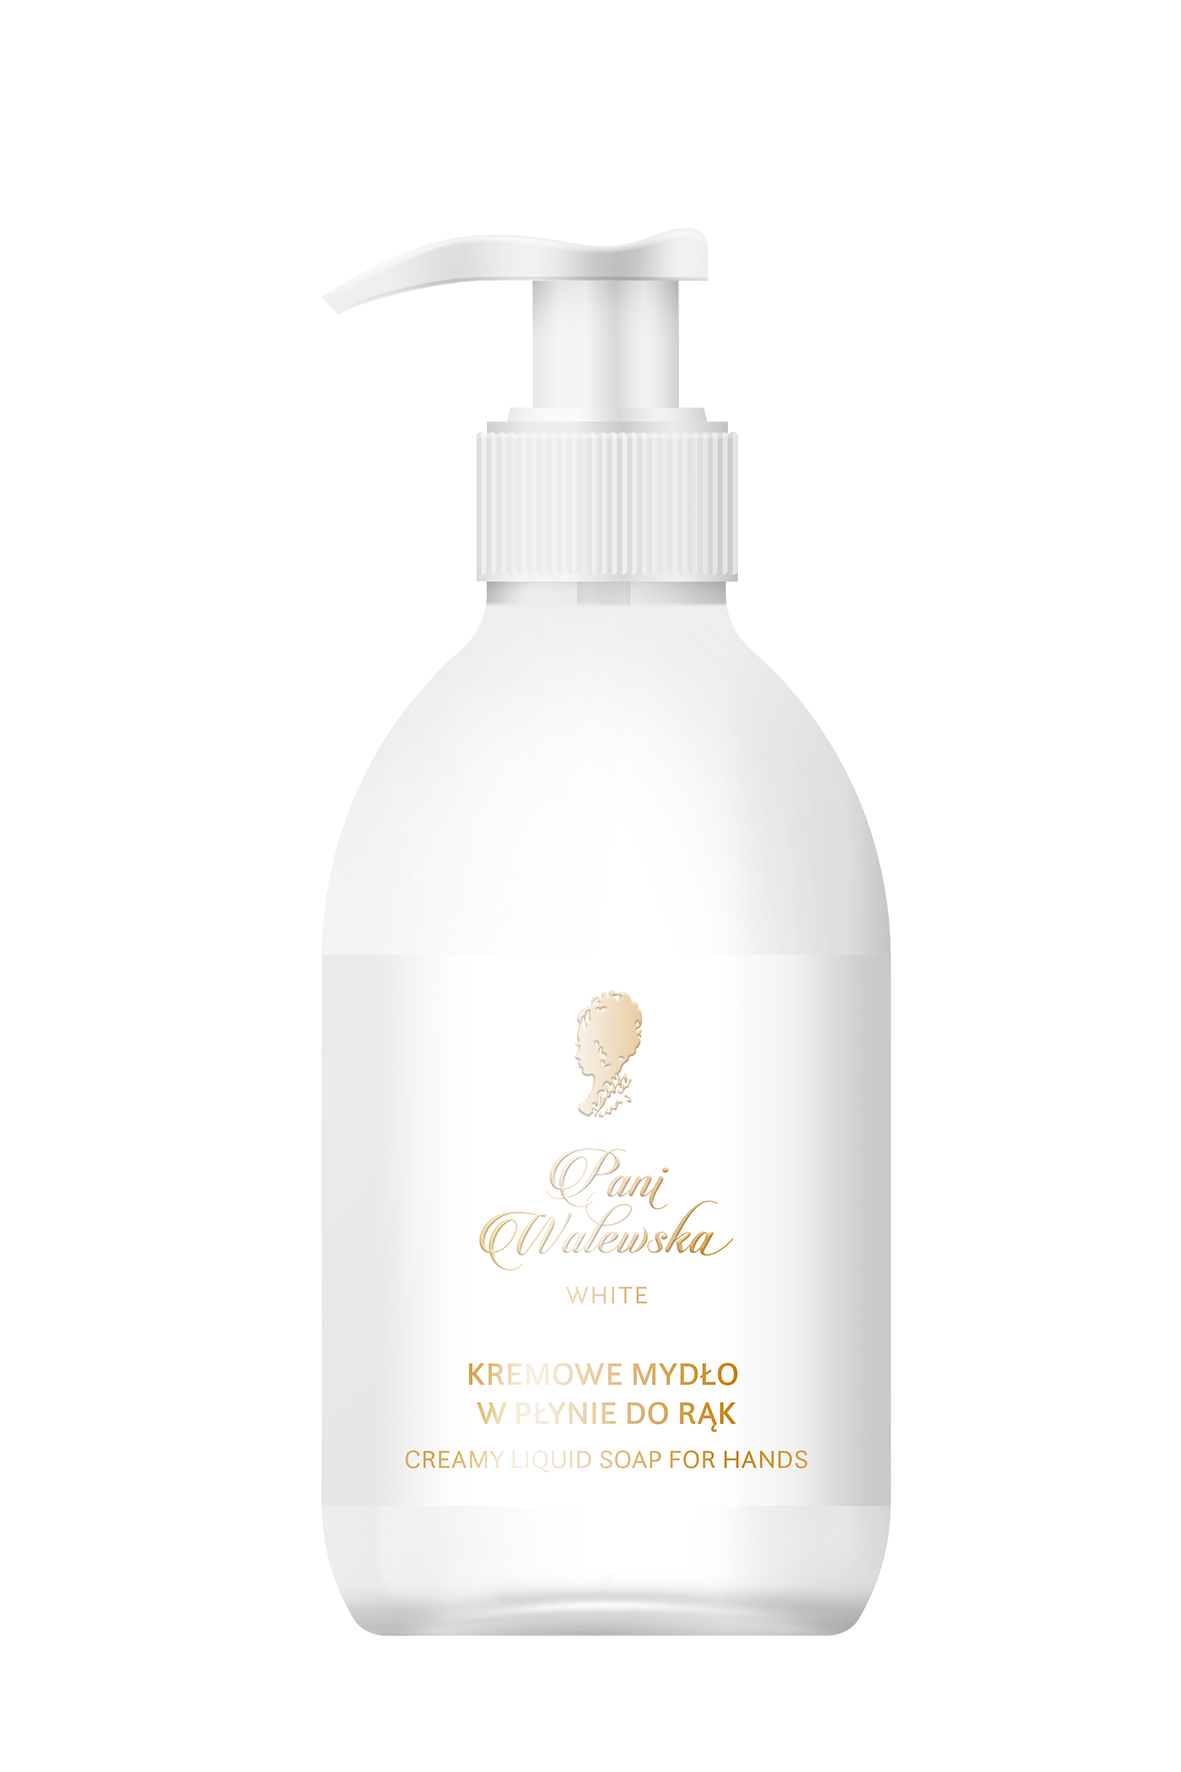 Pani
Walewska
WHITE
KREMOWE MYDŁO
W PŁYNIE DO RĄK
CREAMY LIQUID SOAP FOR HANDS